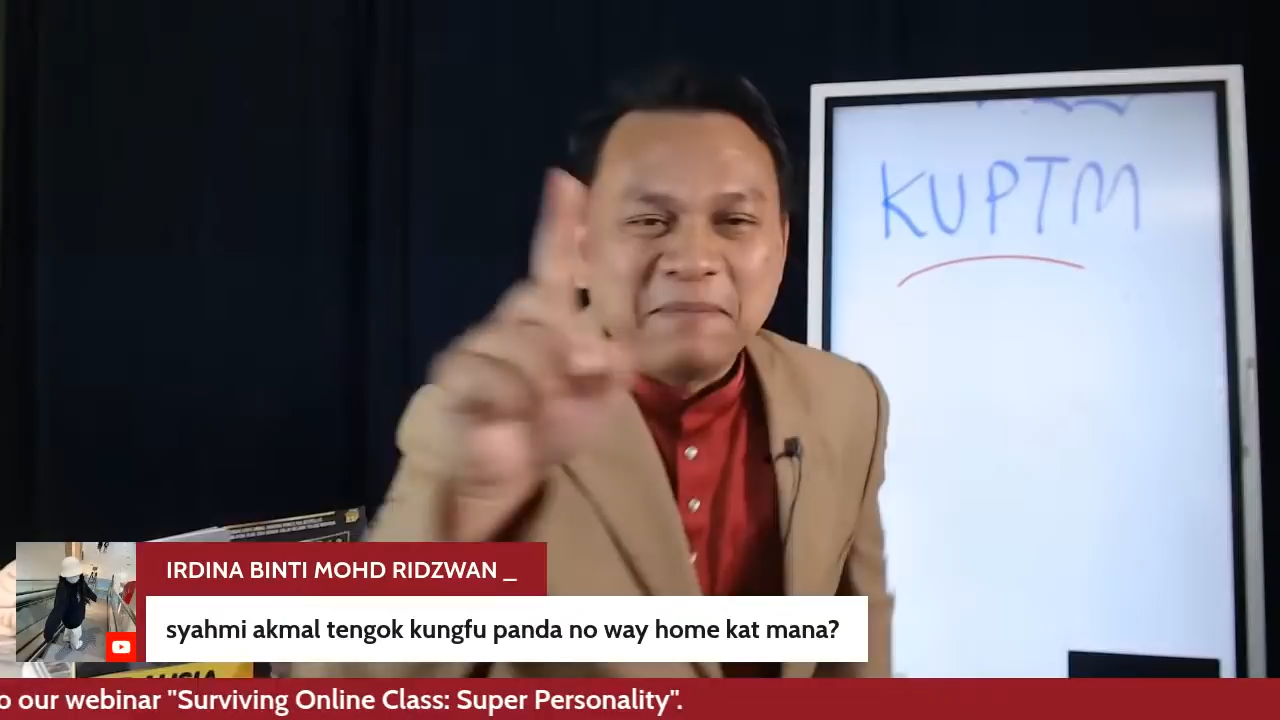 KUPTM
IRDINA BINTI MOHD RIDZWAN _
syahmi akmal tengok kungfu panda no way home kat mana?
o our webinar "Surviving Online Class: Super Personality".